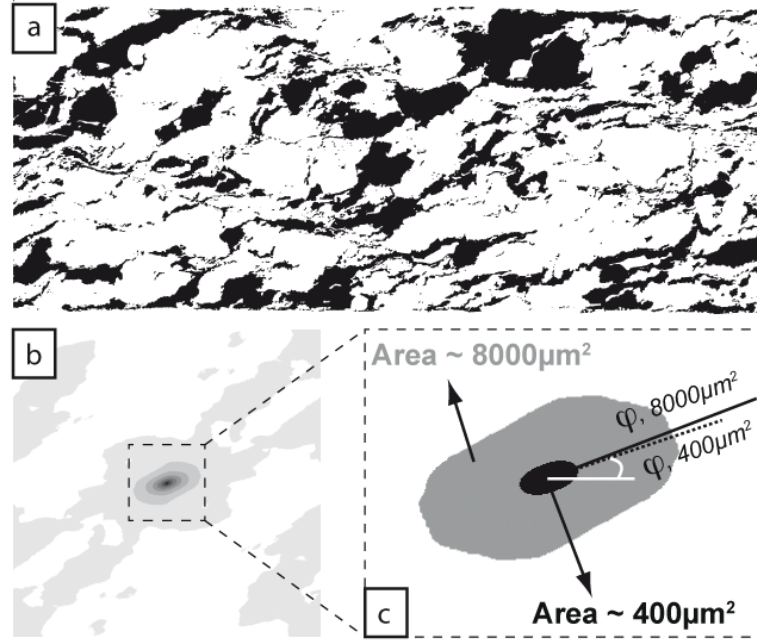 a
b
Area ~ 8000µm²
φ, 8000µm²
φ, 400µm²
Area ~ 400µm²
c